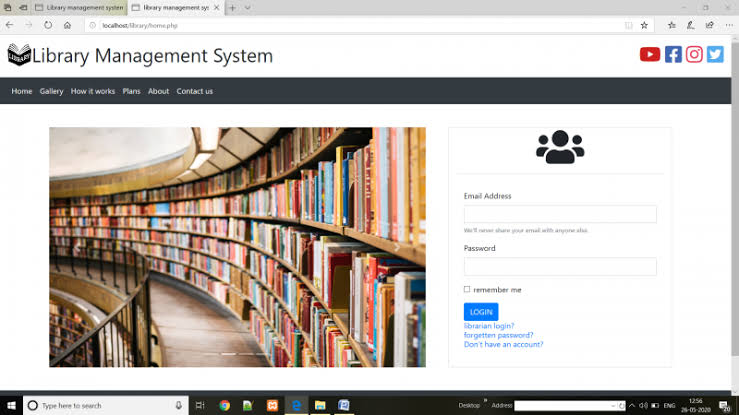 Library Management system
library management sys
localhost/library/home.php
LIBRARY
Library Management System
Home Gallery How it works Plans About Contact us
Email Address
We'll never share your email with anyone else.
Password
remember me
LOGIN
librarian login?
forgetten password?
Don't have an account?
Type here to search
Desktop
Address
ENG
12:56
26-05-2020
20